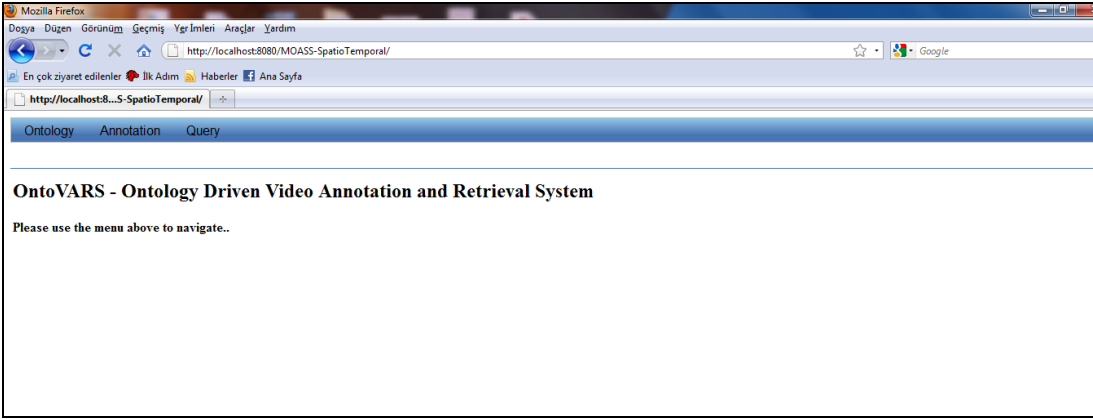 Mozilla Firefox
Dosya Düzen Görünüm Geçmiş Yer İmleri Araçlar Yardım
http://localhost:8080/MOASS-SpatioTemporal/ Google
En çok ziyaret edilenler İlk Adım Haberler Ana Sayfa
http://localhost:8...S-SpatioTemporal/
Ontology Annotation Query
OntoVARS - Ontology Driven Video Annotation and Retrieval System
Please use the menu above to navigate..